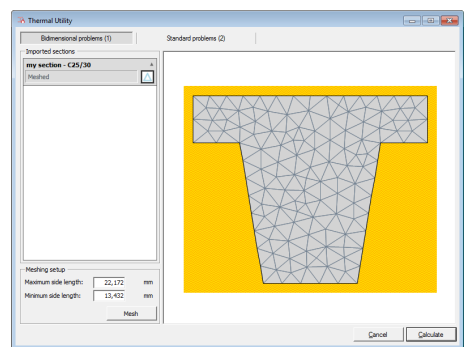 Thermal Utility
Bidimensional problems (1)
Standard problems (2)
Imported sections
my section - C25/30
Meshed
Meshing setup
Maximum side length: 22,172 mm
Minimum side length: 13,432 mm
Mesh
Cancel
Calculate